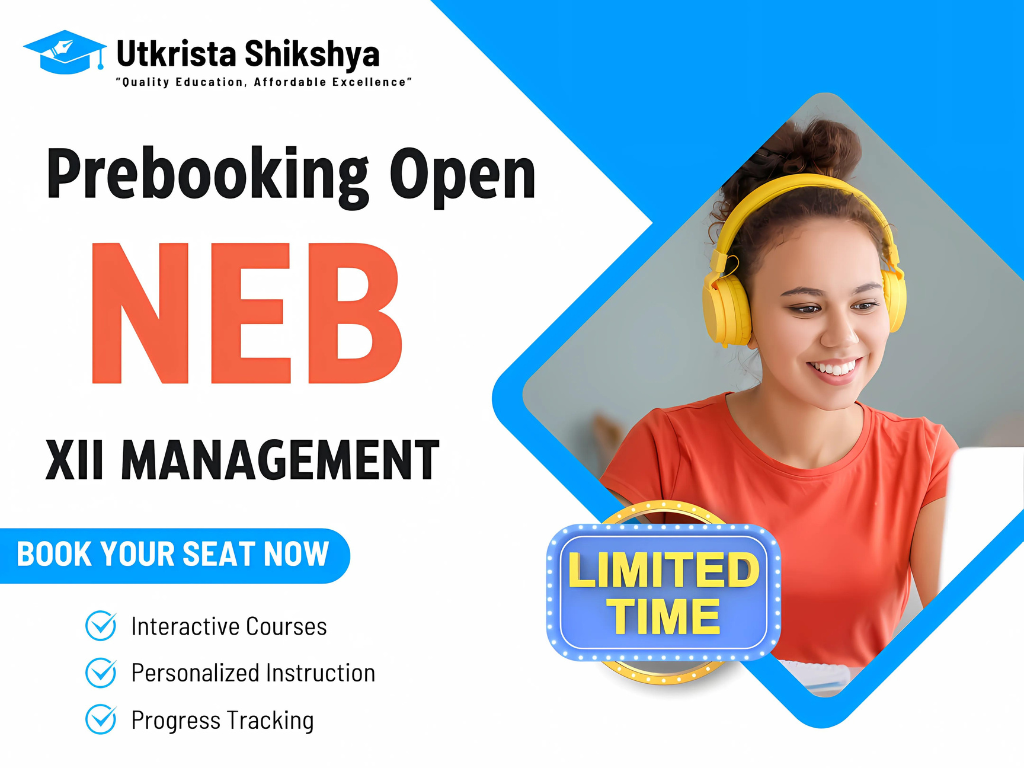 Utkrista Shikshya
"Quality Education, Affordable Excellence"
Prebooking Open
NEB
XII MANAGEMENT
BOOK YOUR SEAT NOW
LIMITED
TIME
Interactive Courses
Personalized Instruction
Progress Tracking